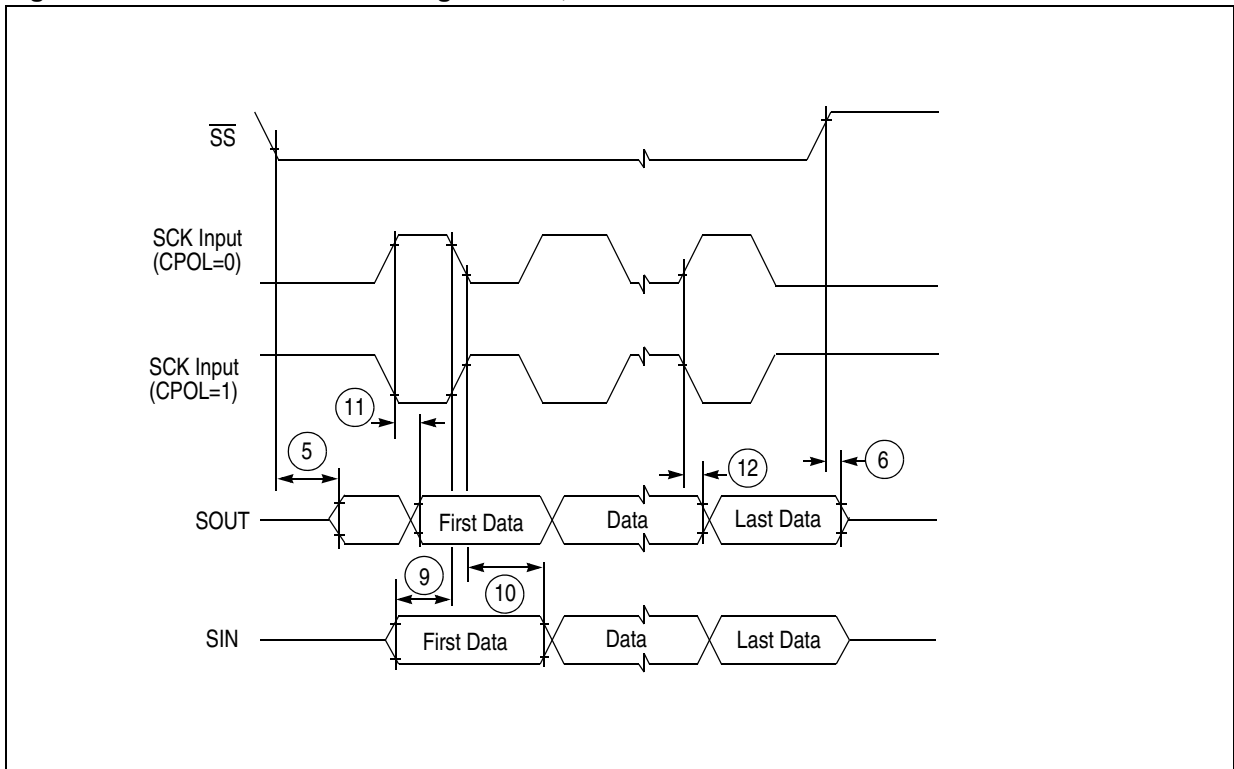 SS
SCK Input
(CPOL=0)
SCK Input
(CPOL=1)
11
5
12
6
SOUT
First Data
Data
Last Data
9
10
SIN
First Data
Data
Last Data